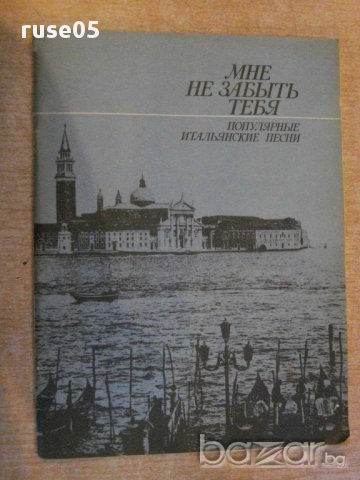 ruse05
МНЕ
НЕ ЗАБЫТЬ
ТЕБЯ
ПОПУЛЯРНЫЕ
ИТАЛЬЯНСКИЕ ПЕСНИ
bazar.bg